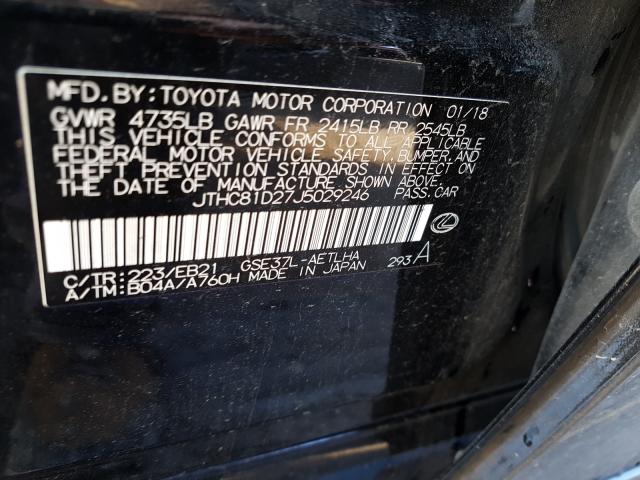 MFD.BY:TOYOTA MOTOR CORPORATION 01/18
GVWR 4735LB GAWR FR 2415LB RR 2545LB
THIS VEHICLE CONFORMS TO ALL APPLICABLE
FEDERAL MOTOR VEHICLE SAFETY,BUMPER,AND
THEFT PREVENTION STANDARDS IN EFFECT ON
THE DATE OF MANUFACTURE SHOWN ABOVE.
JTHC81D27J5029246 PASS.CAR
C/TR:223/EB21 GSE37L-AETLHA 293A
A/TM:B04A/A760H MADE IN JAPAN